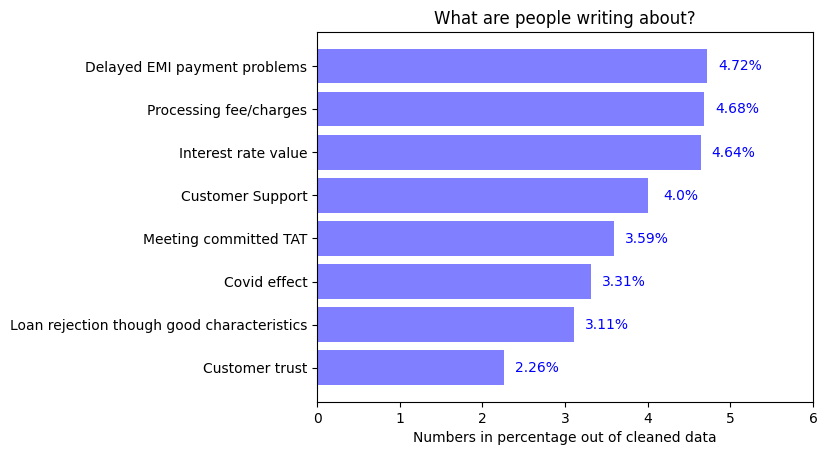 What are people writing about?
Delayed EMI payment problems
4.72%
Processing fee/charges
4.68%
Interest rate value
4.64%
Customer Support
4.0%
Meeting committed TAT
3.59%
Covid effect
3.31%
Loan rejection though good characteristics
3.11%
Customer trust
2.26%
0 1 2 3 4 5 6
Numbers in percentage out of cleaned data